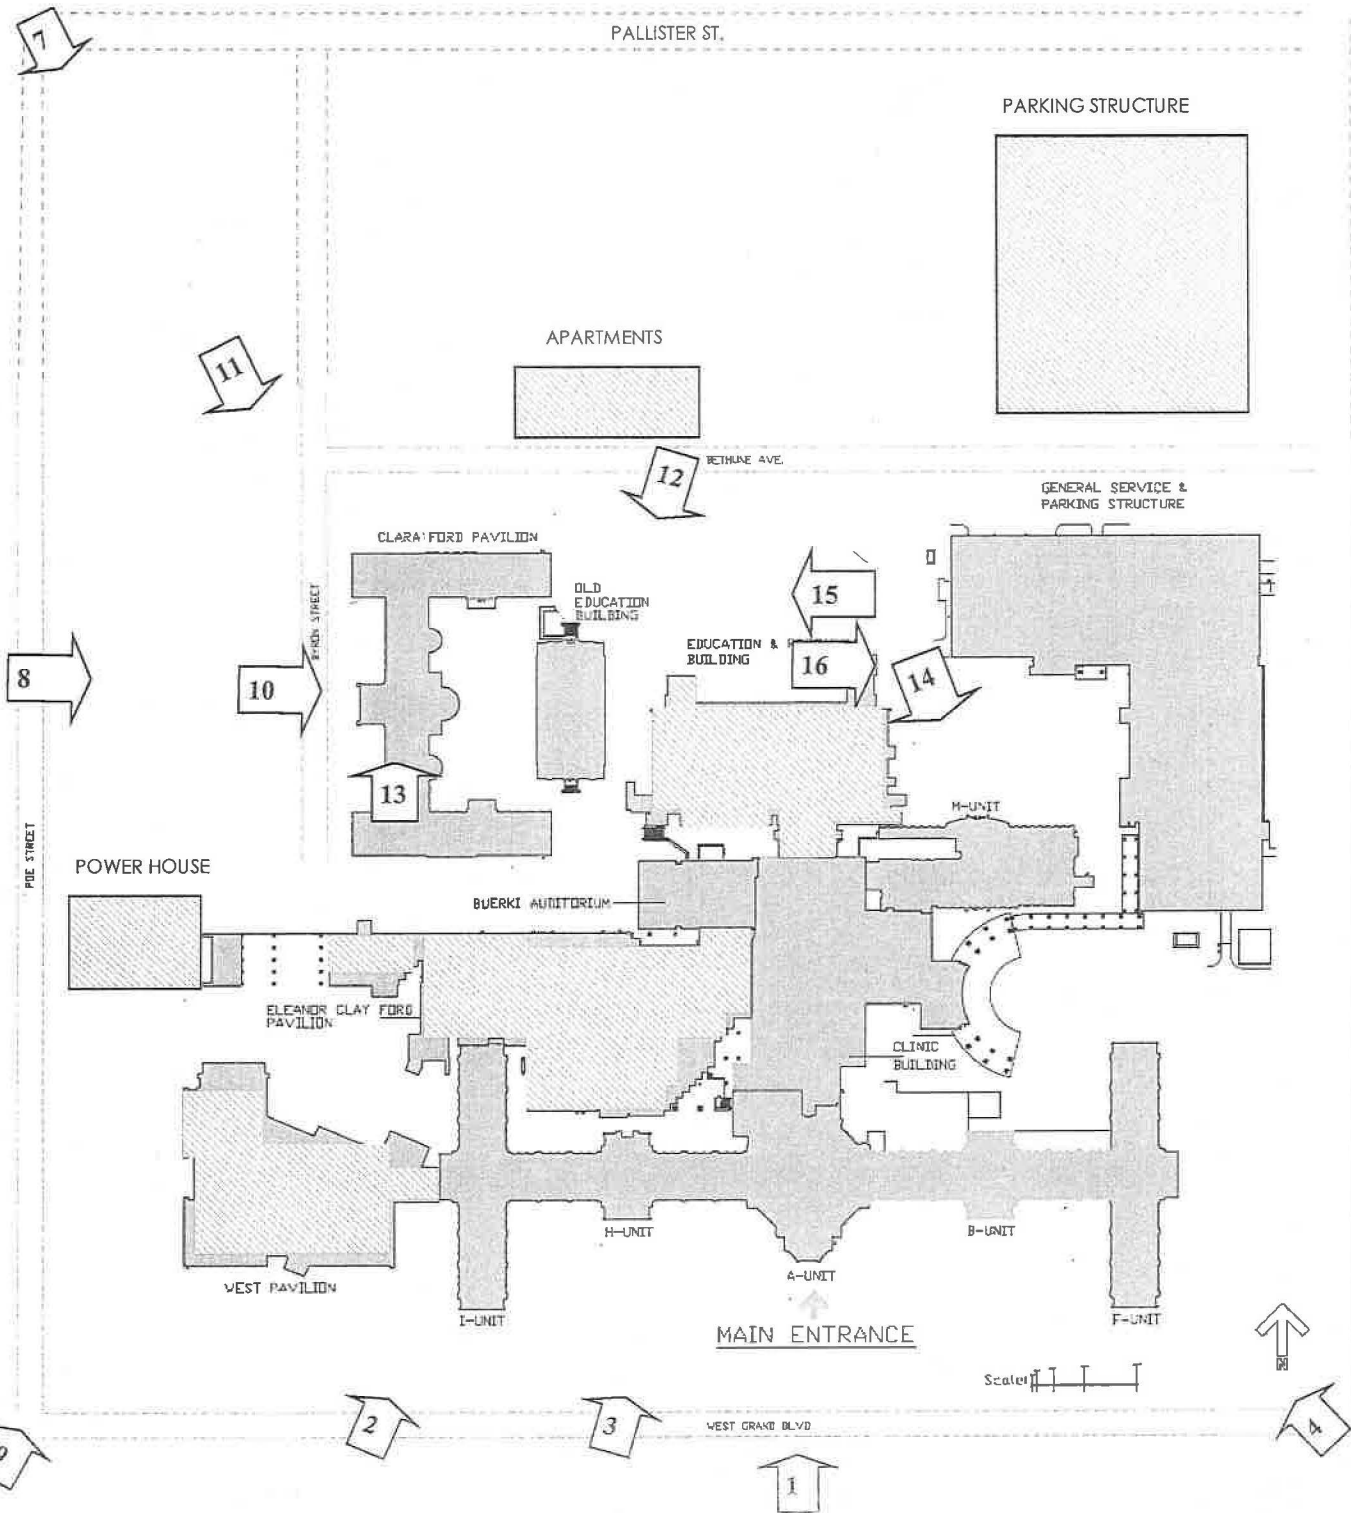 7
PALLISTER ST.
PARKING STRUCTURE
11
APARTMENTS
12
BETHUNE AVE.
GENERAL SERVICE &
PARKING STRUCTURE
CLARA FORD PAVILION
OLD
EDUCATION
BUILBING
15
BYRON STREET
EDUCATION &
BUILDING
16
14
8
10
13
M-UNIT
POE STREET
POWER HOUSE
BUERKI AUDITORIUM
ELEANOR CLAY FORD
PAVILION
CLINIC
BUILDING
H-UNIT
B-UNIT
A-UNIT
WEST PAVILION
I-UNIT
F-UNIT
MAIN ENTRANCE
N
Scale:
2
3
WEST GRAND BLVD
4
1